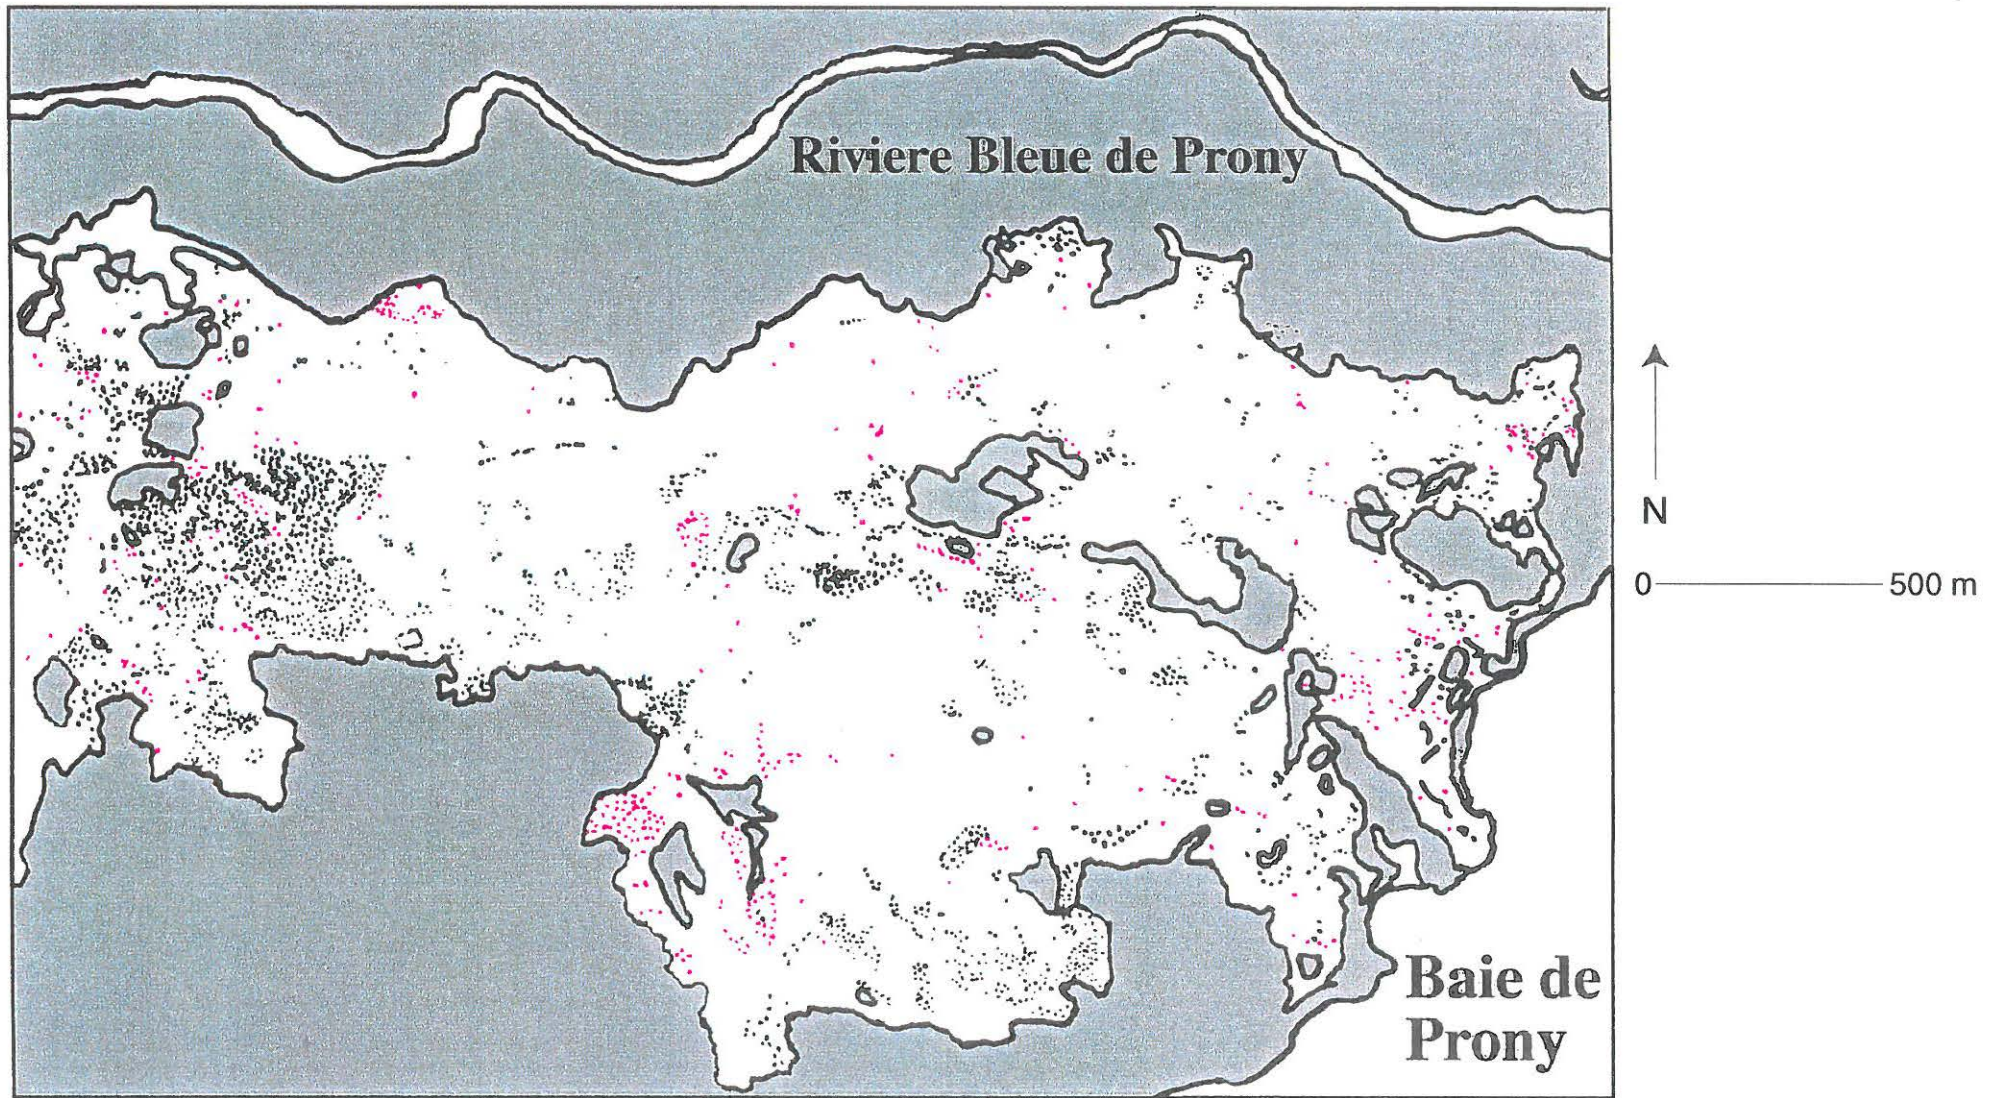 Riviere Bleue de Prony
N
0 500 m
Baie de
Prony